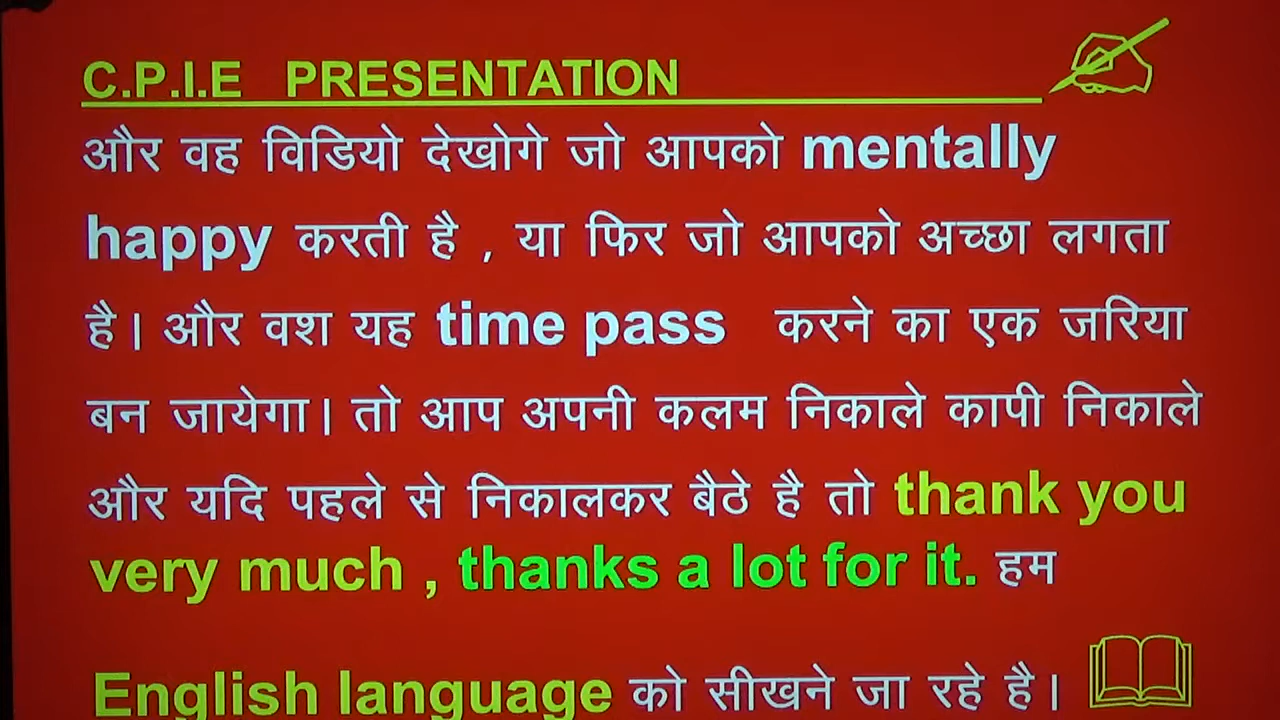 C.P.I.E PRESENTATION
और वह विडियो देखोगे जो आपको mentally
happy करती है , या फिर जो आपको अच्छा लगता
है। और वश यह time pass करने का एक जरिया
बन जायेगा। तो आप अपनी कलम निकाले कापी निकाले
और यदि पहले से निकालकर बैठे है तो thank you
very much , thanks a lot for it. हम
English language को सीखने जा रहे है।